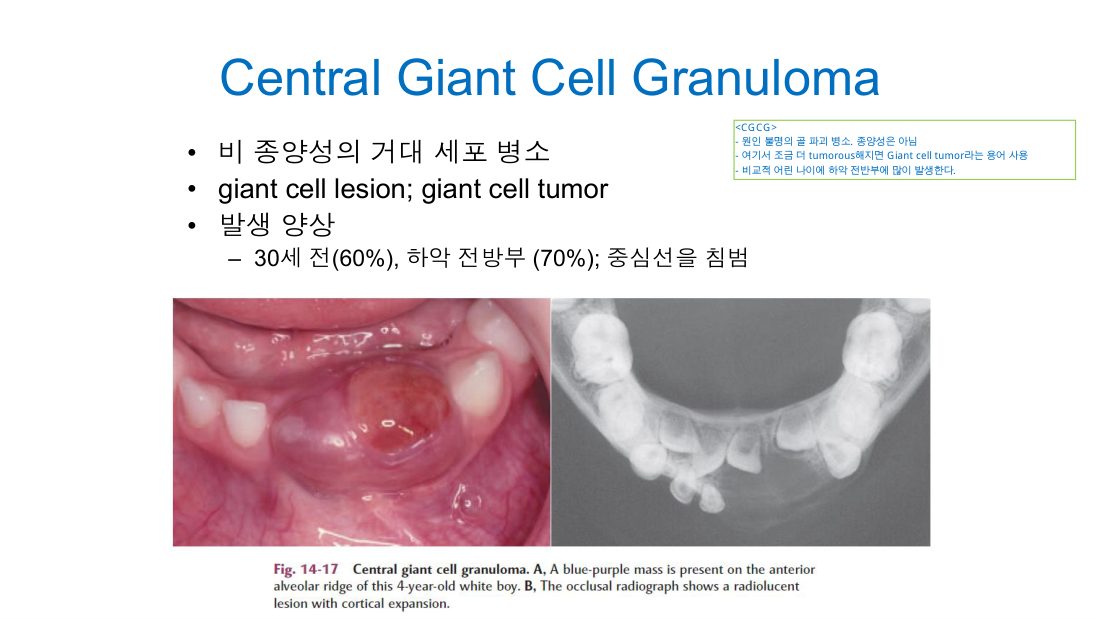 Central Giant Cell Granuloma
<CGCG>
- 원인 불명의 골 파괴 병소. 종양성은 아님
- 여기서 조금 더 tumorous해지면 Giant cell tumor라는 용어 사용
- 비교적 어린 나이에 하악 전반부에 많이 발생한다.
• 비 종양성의 거대 세포 병소
• giant cell lesion; giant cell tumor
• 발생 양상
– 30세 전(60%), 하악 전방부 (70%); 중심선을 침범
Fig. 14-17 Central giant cell granuloma. A, A blue-purple mass is present on the anterior
alveolar ridge of this 4-year-old white boy. B, The occlusal radiograph shows a radiolucent
lesion with cortical expansion.